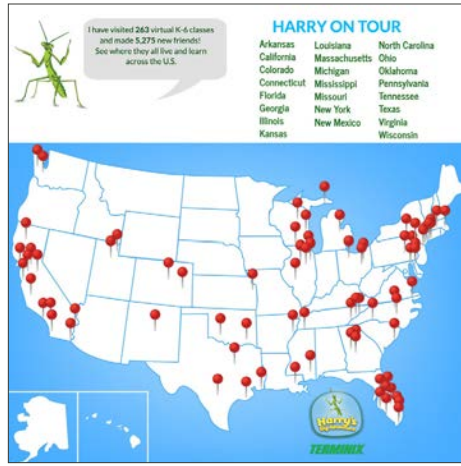 I have visited 263 virtual K-6 classes
and made 5,275 new friends!
See where they all live and learn
across the U.S.
HARRY ON TOUR
Arkansas
California
Colorado
Connecticut
Florida
Georgia
Illinois
Kansas
Louisiana
Massachusetts
Michigan
Mississippi
Missouri
New York
New Mexico
North Carolina
Ohio
Oklahoma
Pennsylvania
Tennessee
Texas
Virginia
Wisconsin
Harry's
TERMINIX